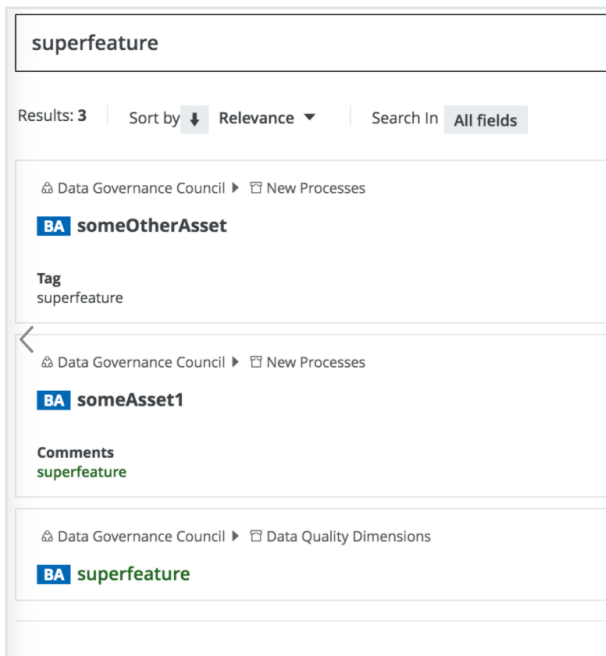 superfeature
Results: 3 Sort by Relevance Search In All fields
Data Governance Council New Processes
BA someOtherAsset
Tag
superfeature
Data Governance Council New Processes
BA someAsset1
Comments
superfeature
Data Governance Council Data Quality Dimensions
BA superfeature